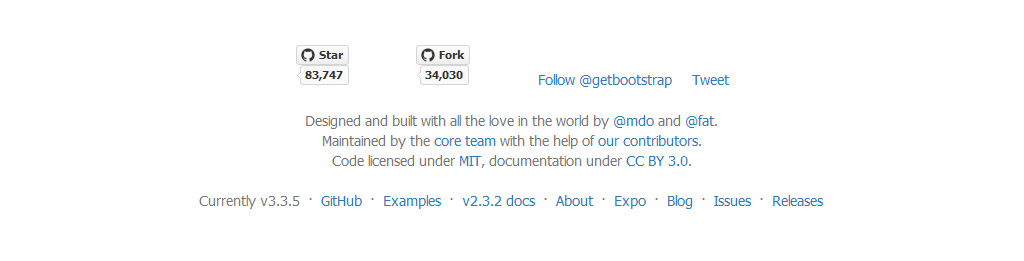 Star Fork
83,747 34,030
Follow @getbootstrap Tweet
Designed and built with all the love in the world by @mdo and @fat.
Maintained by the core team with the help of our contributors.
Code licensed under MIT, documentation under CC BY 3.0.
Currently v3.3.5 · GitHub · Examples · v2.3.2 docs · About · Expo · Blog · Issues · Releases